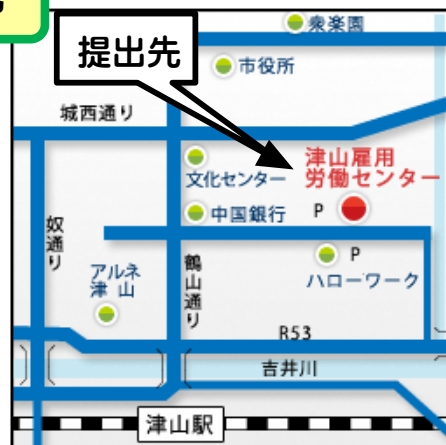 衆楽園
提出先
市役所
城西通り
津山雇用
労働センター
文化センター
中国銀行
P
P
ハローワーク
奴通り
鶴山通り
アルネ
津山
R53
吉井川
津山駅